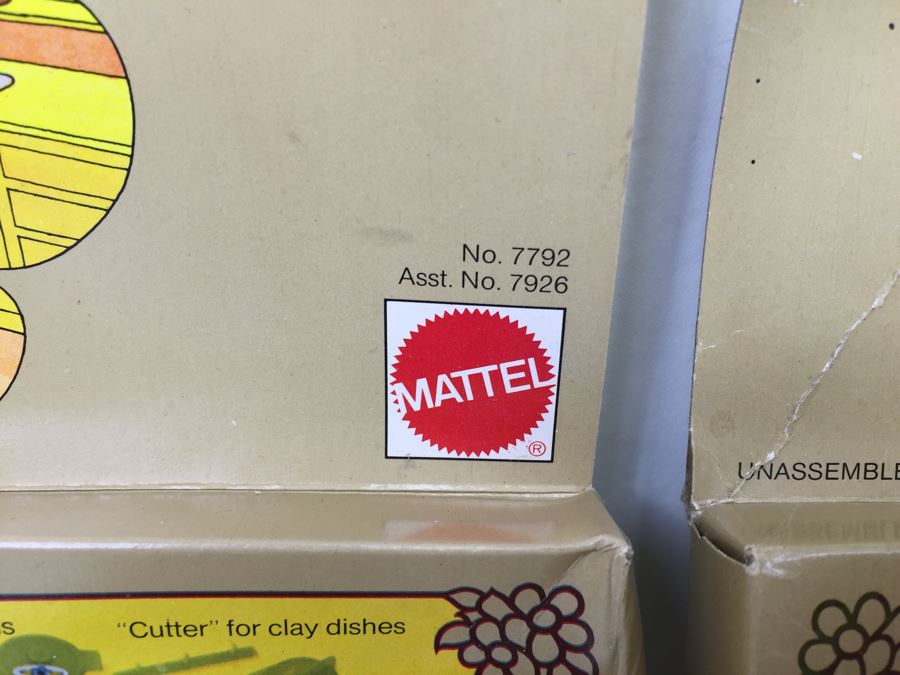 No. 7792
Asst. No. 7926
MATTEL
®
UNASSEMBLE
s
"Cutter" for clay dishes